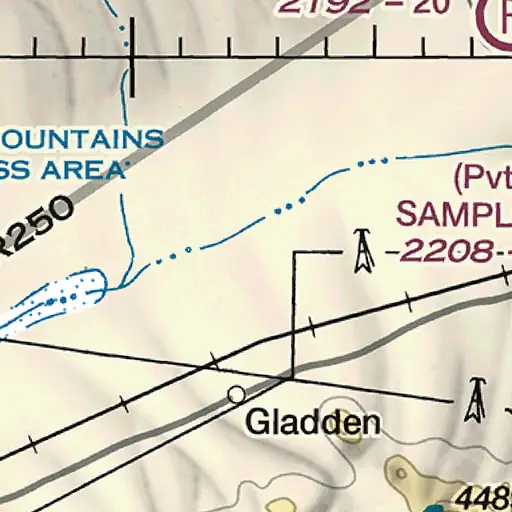 2192 - 20
OUNTAINS
SS AREA
R250
(Pvt
SAMPL
-2208--
Gladden
448